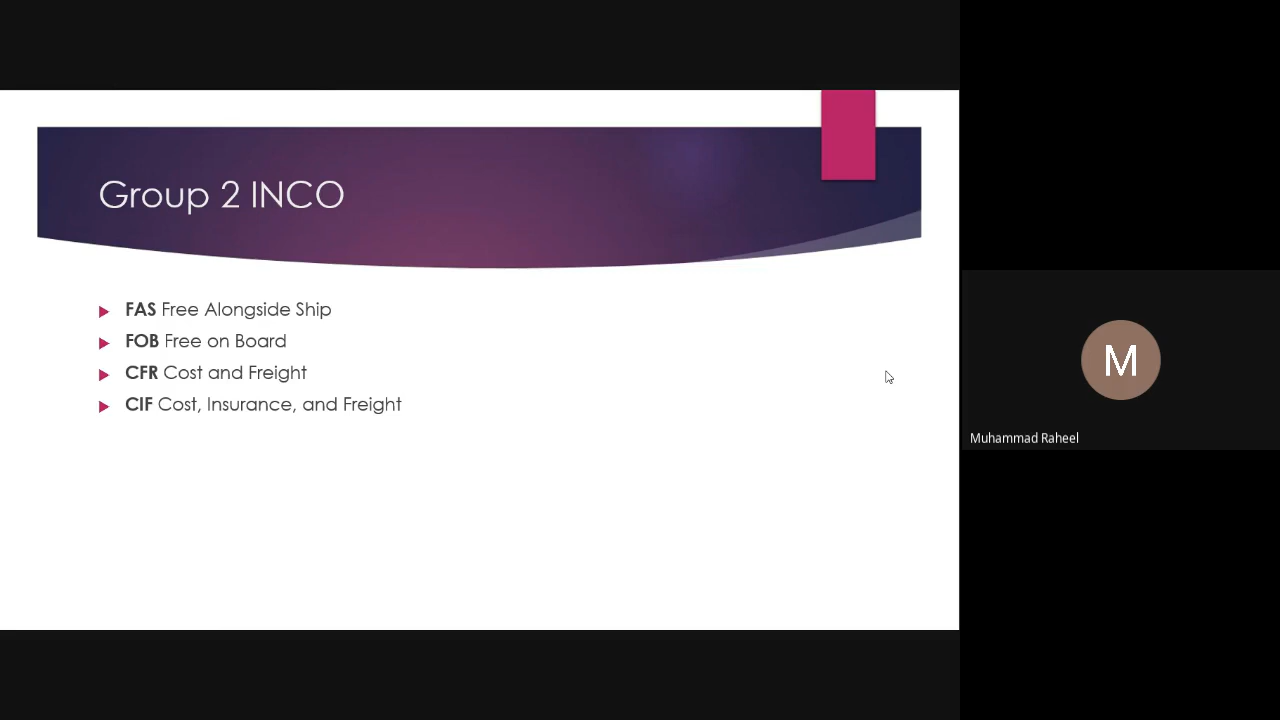 Group 2 INCO
FAS Free Alongside Ship
FOB Free on Board
CFR Cost and Freight
CIF Cost, Insurance, and Freight
M
Muhammad Raheel